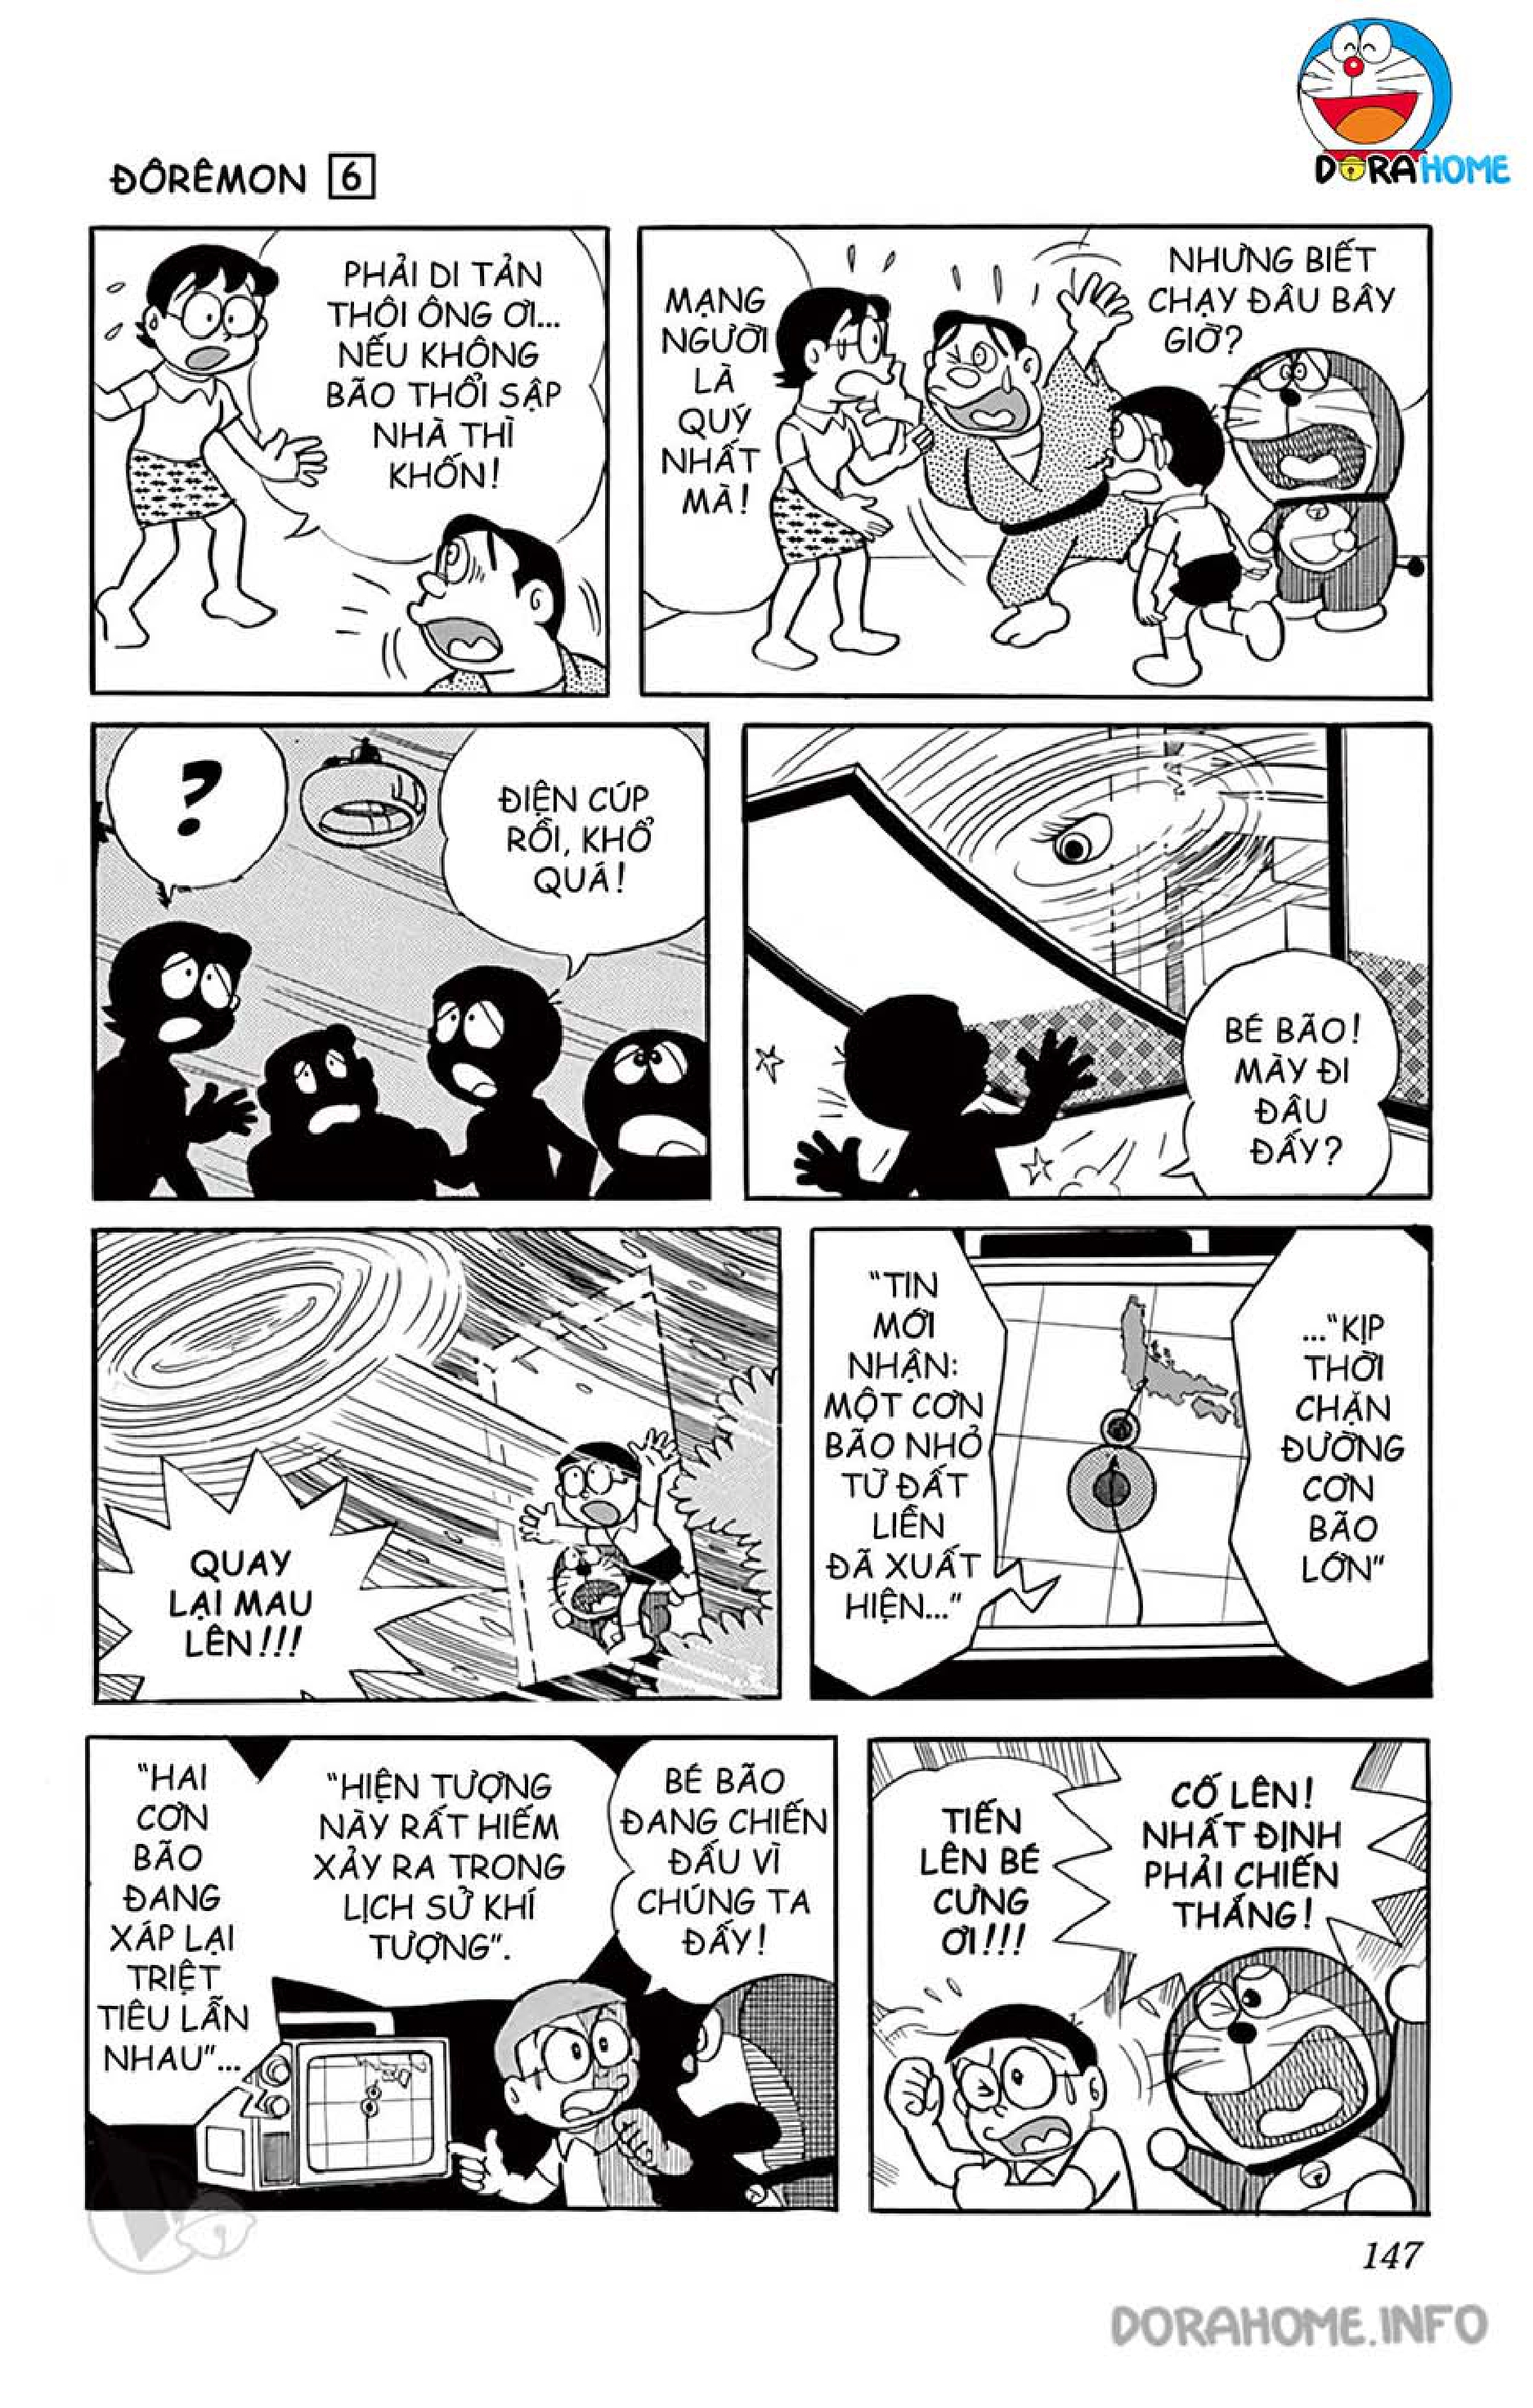 DORAHOME
ĐÔRÊMON 6
PHẢI DI TẢN
THÔI ÔNG ƠI...
NẾU KHÔNG
BÃO THỔI SẬP
NHÀ THÌ
KHỐN!
MẠNG
NGƯỜI
LÀ
QUÝ
NHẤT
MÀ!
NHƯNG BIẾT
CHẠY ĐÂU BÂY
GIỜ?
?
ĐIỆN CÚP
RỒI, KHỔ
QUÁ!
BÉ BÃO!
MÀY ĐI
ĐÂU
ĐẤY?
QUAY
LẠI MAU
LÊN!!!
"TIN
MỚI
NHẬN:
MỘT CƠN
BÃO NHỎ
TỪ ĐẤT
LIỀN
ĐÃ XUẤT
HIỆN..."
..."KỊP
THỜI
CHẶN
ĐƯỜNG
CƠN
BÃO
LỚN"
"HAI
CƠN
BÃO
ĐANG
XÁP LẠI
TRIỆT
TIÊU LẪN
NHAU"...
"HIỆN TƯỢNG
NÀY RẤT HIẾM
XẢY RA TRONG
LỊCH SỬ KHÍ
TƯỢNG".
BÉ BÃO
ĐANG CHIẾN
ĐẤU VÌ
CHÚNG TA
ĐẤY!
TIẾN
LÊN BÉ
CƯNG
ƠI!!!
CỐ LÊN!
NHẤT ĐỊNH
PHẢI CHIẾN
THẮNG!
147
DORAHOME.INFO